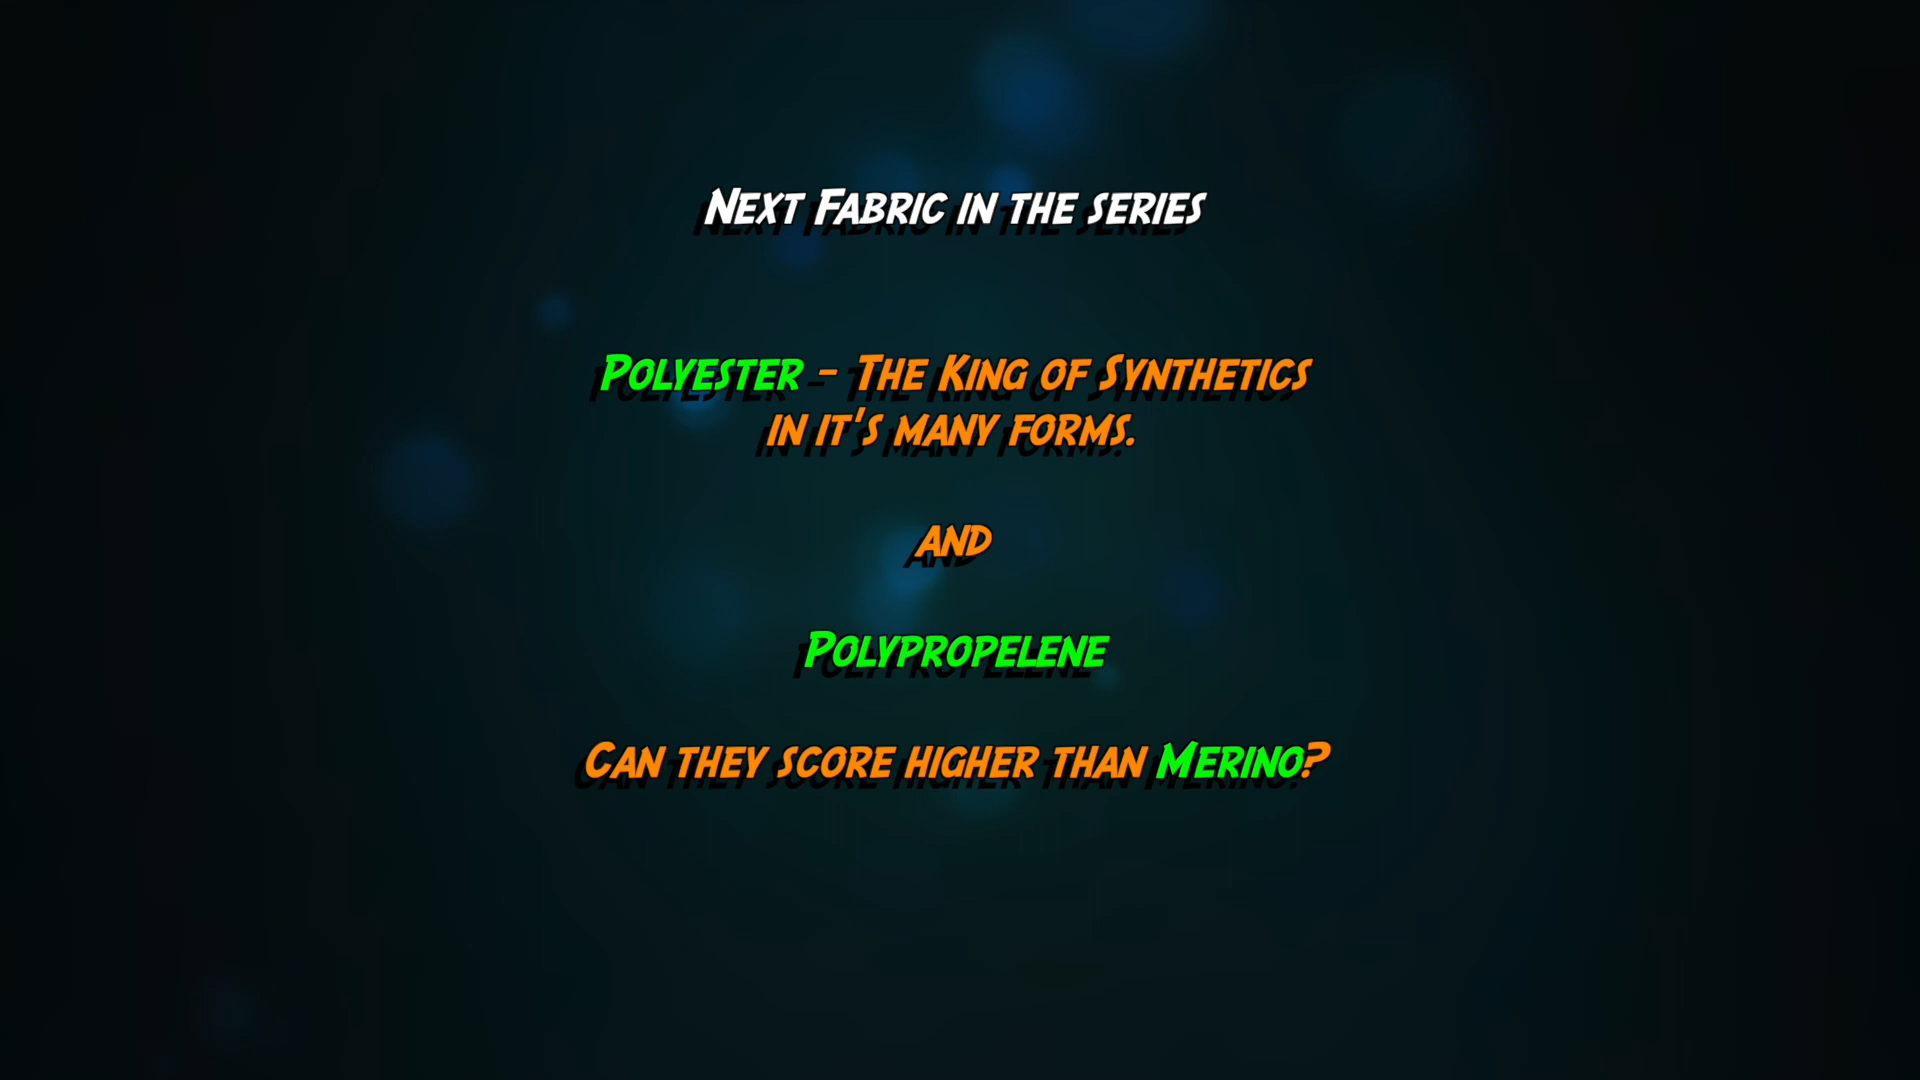 Next Fabric in the series
Polyester - The King of Synthetics
in it's many forms.
and
Polypropelene
Can they score higher than Merino?